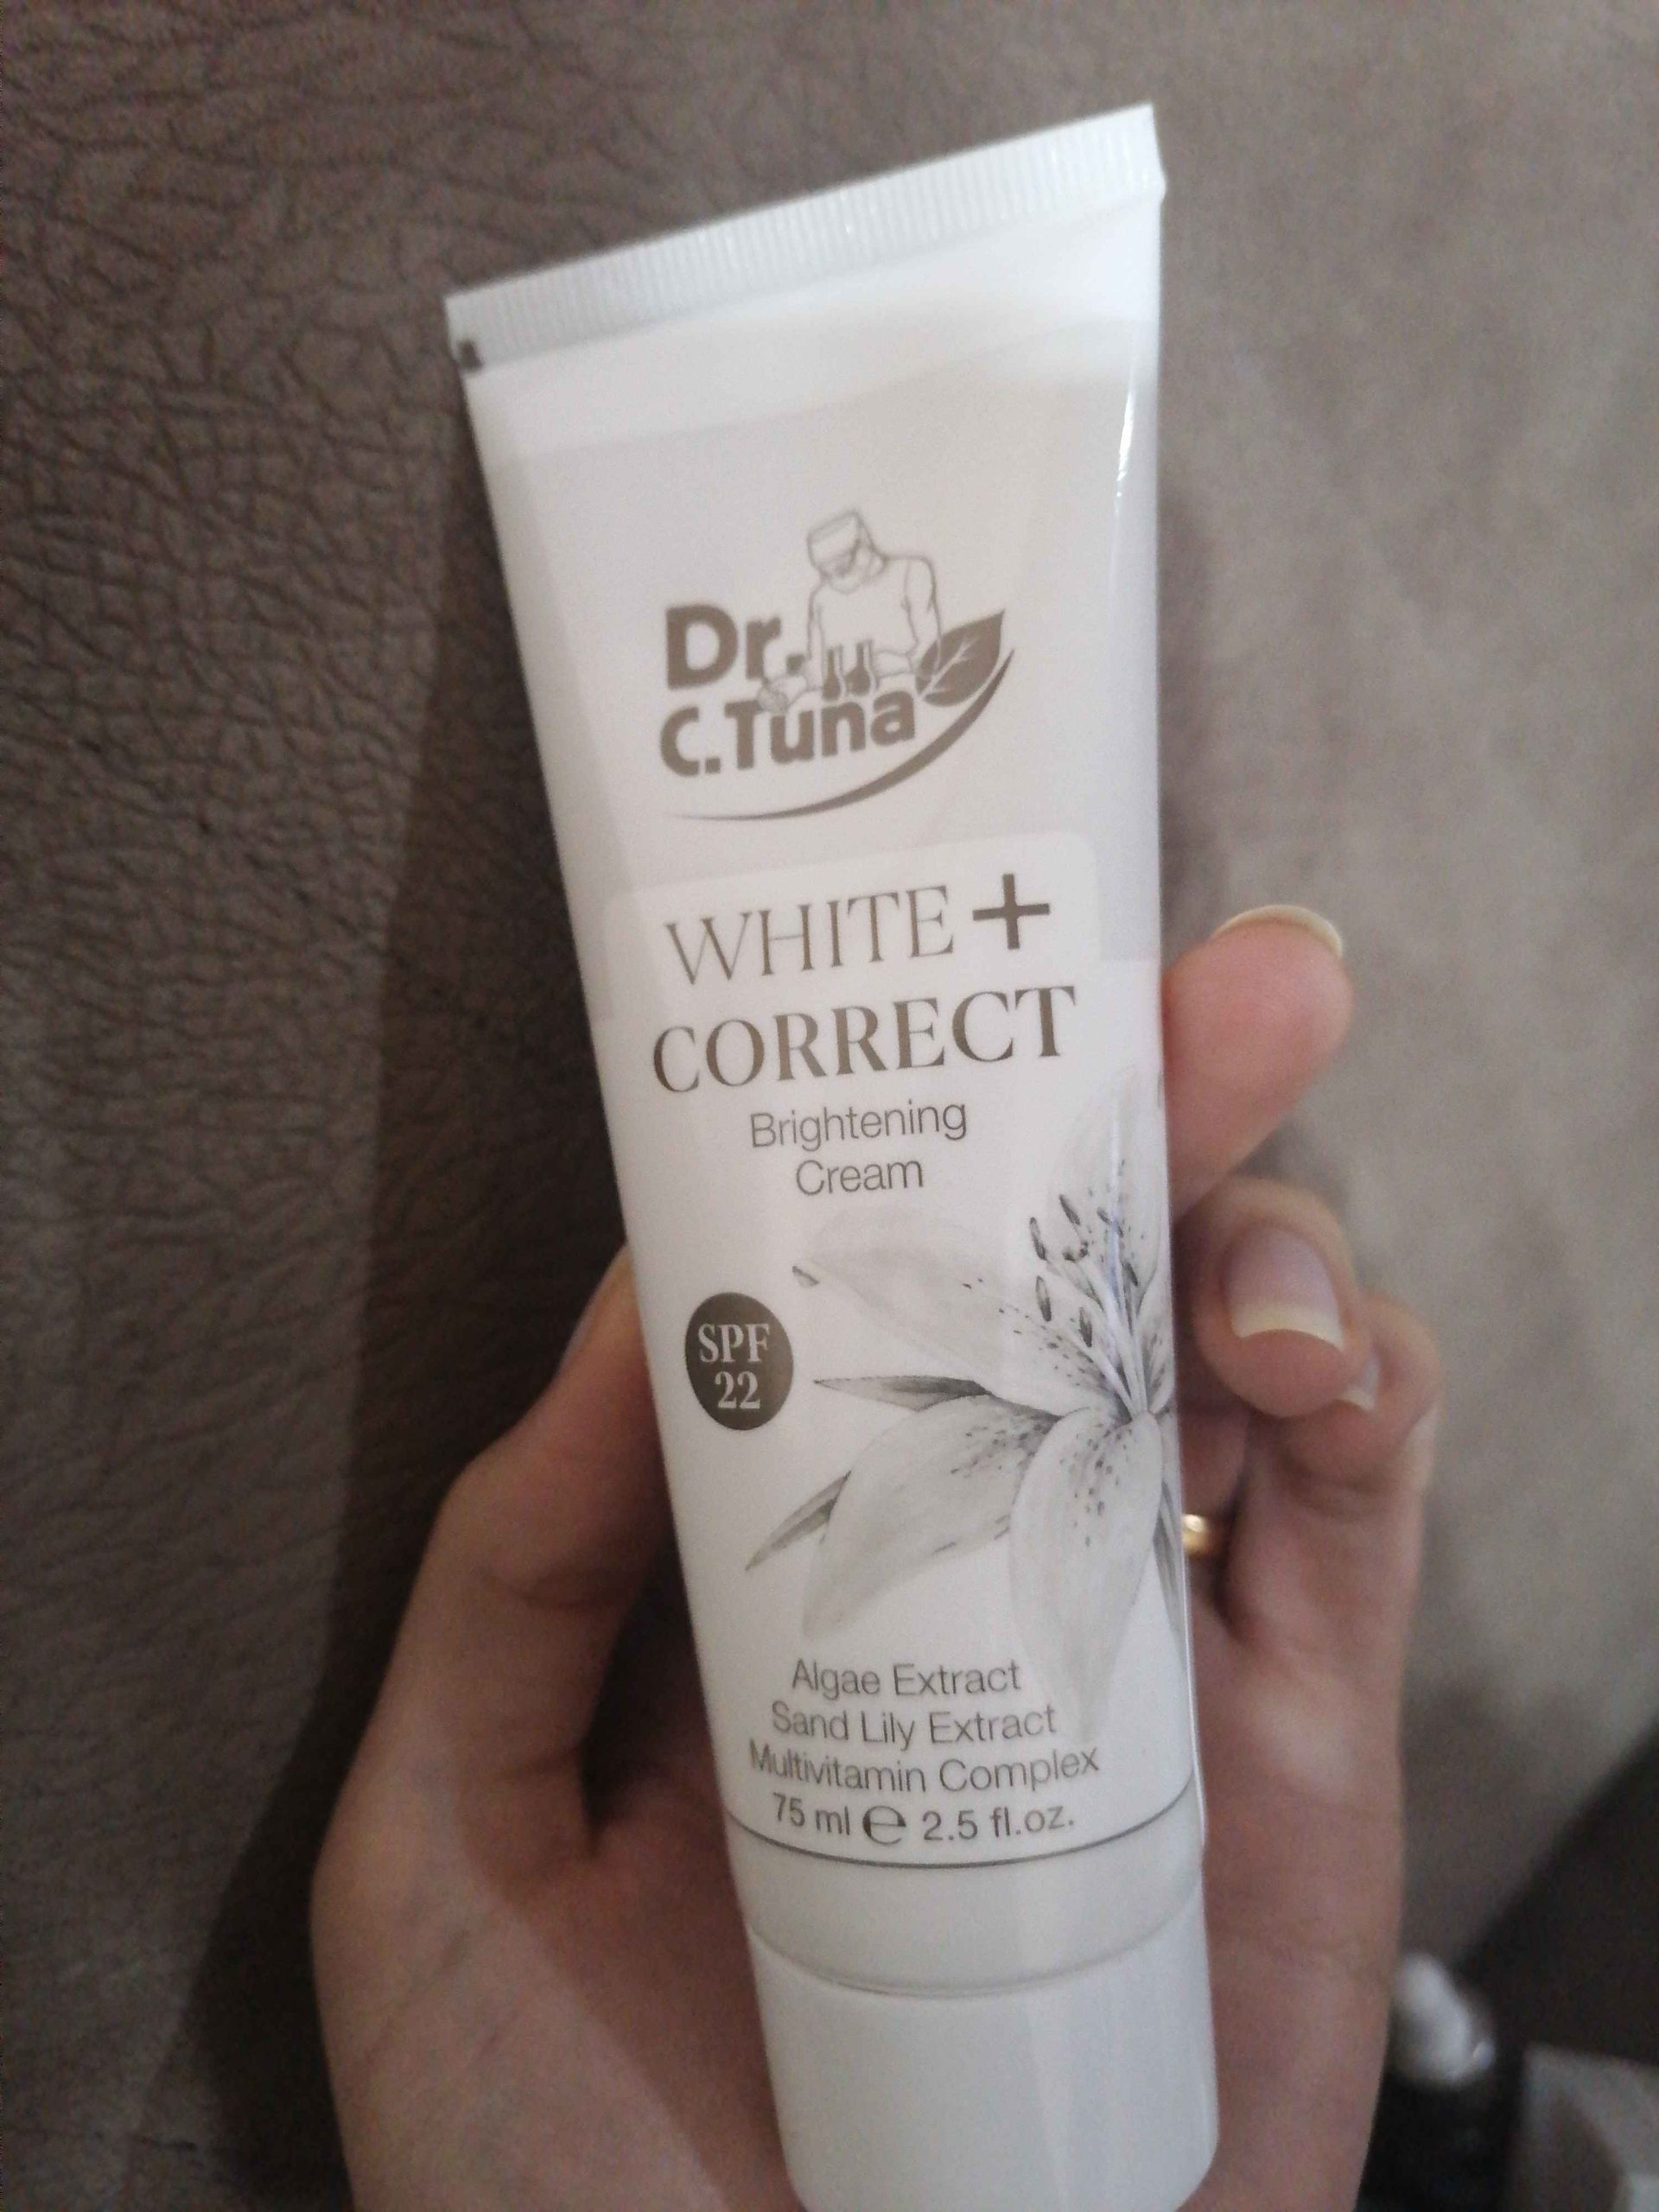 Dr.
C.Tuna
WHITE +
CORRECT
Brightening
Cream
SPF
22
Algae Extract
Sand Lily Extract
Multivitamin Complex
75 ml ℮ 2.5 fl.oz.